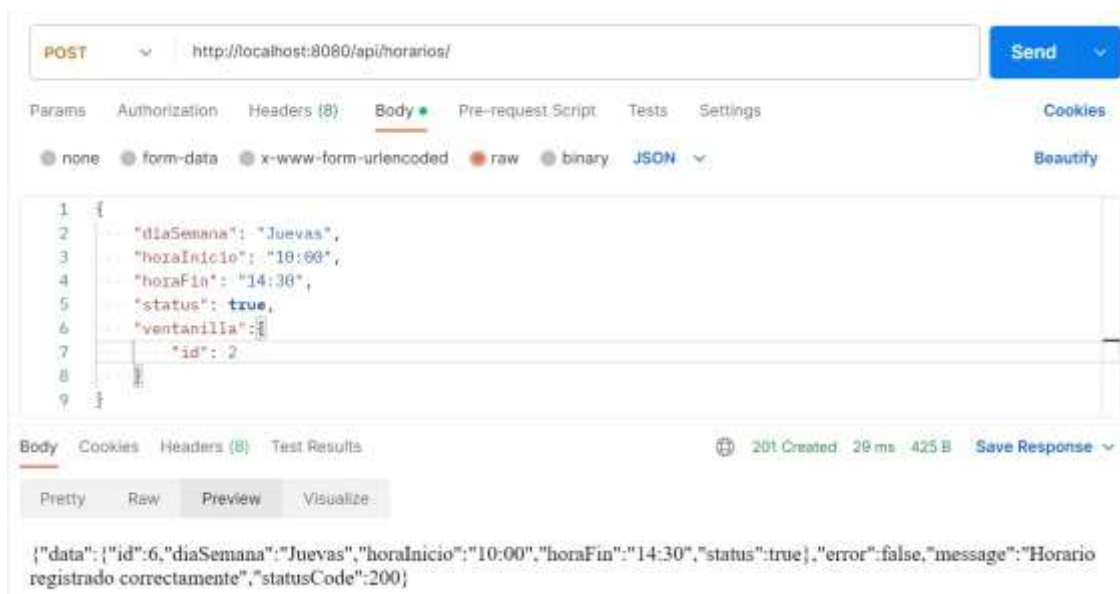 POST http://localhost:8080/api/horarios/ Send
Params Authorization Headers (8) Body Pre-request Script Tests Settings Cookies
none form-data x-www-form-urlencoded raw binary JSON Beautify
1 {
2 "diaSemana": "Juevas",
3 "horaInicio": "10:00",
4 "horaFin": "14:30",
5 "status": true,
6 "ventanilla":{
7 "id": 2
8 }
9 }
Body Cookies Headers (8) Test Results 201 Created 29 ms 425 B Save Response
Pretty Raw Preview Visualize
{"data":{"id":6,"diaSemana":"Juevas","horaInicio":"10:00","horaFin":"14:30","status":true},"error":false,"message":"Horario
registrado correctamente","statusCode":200}